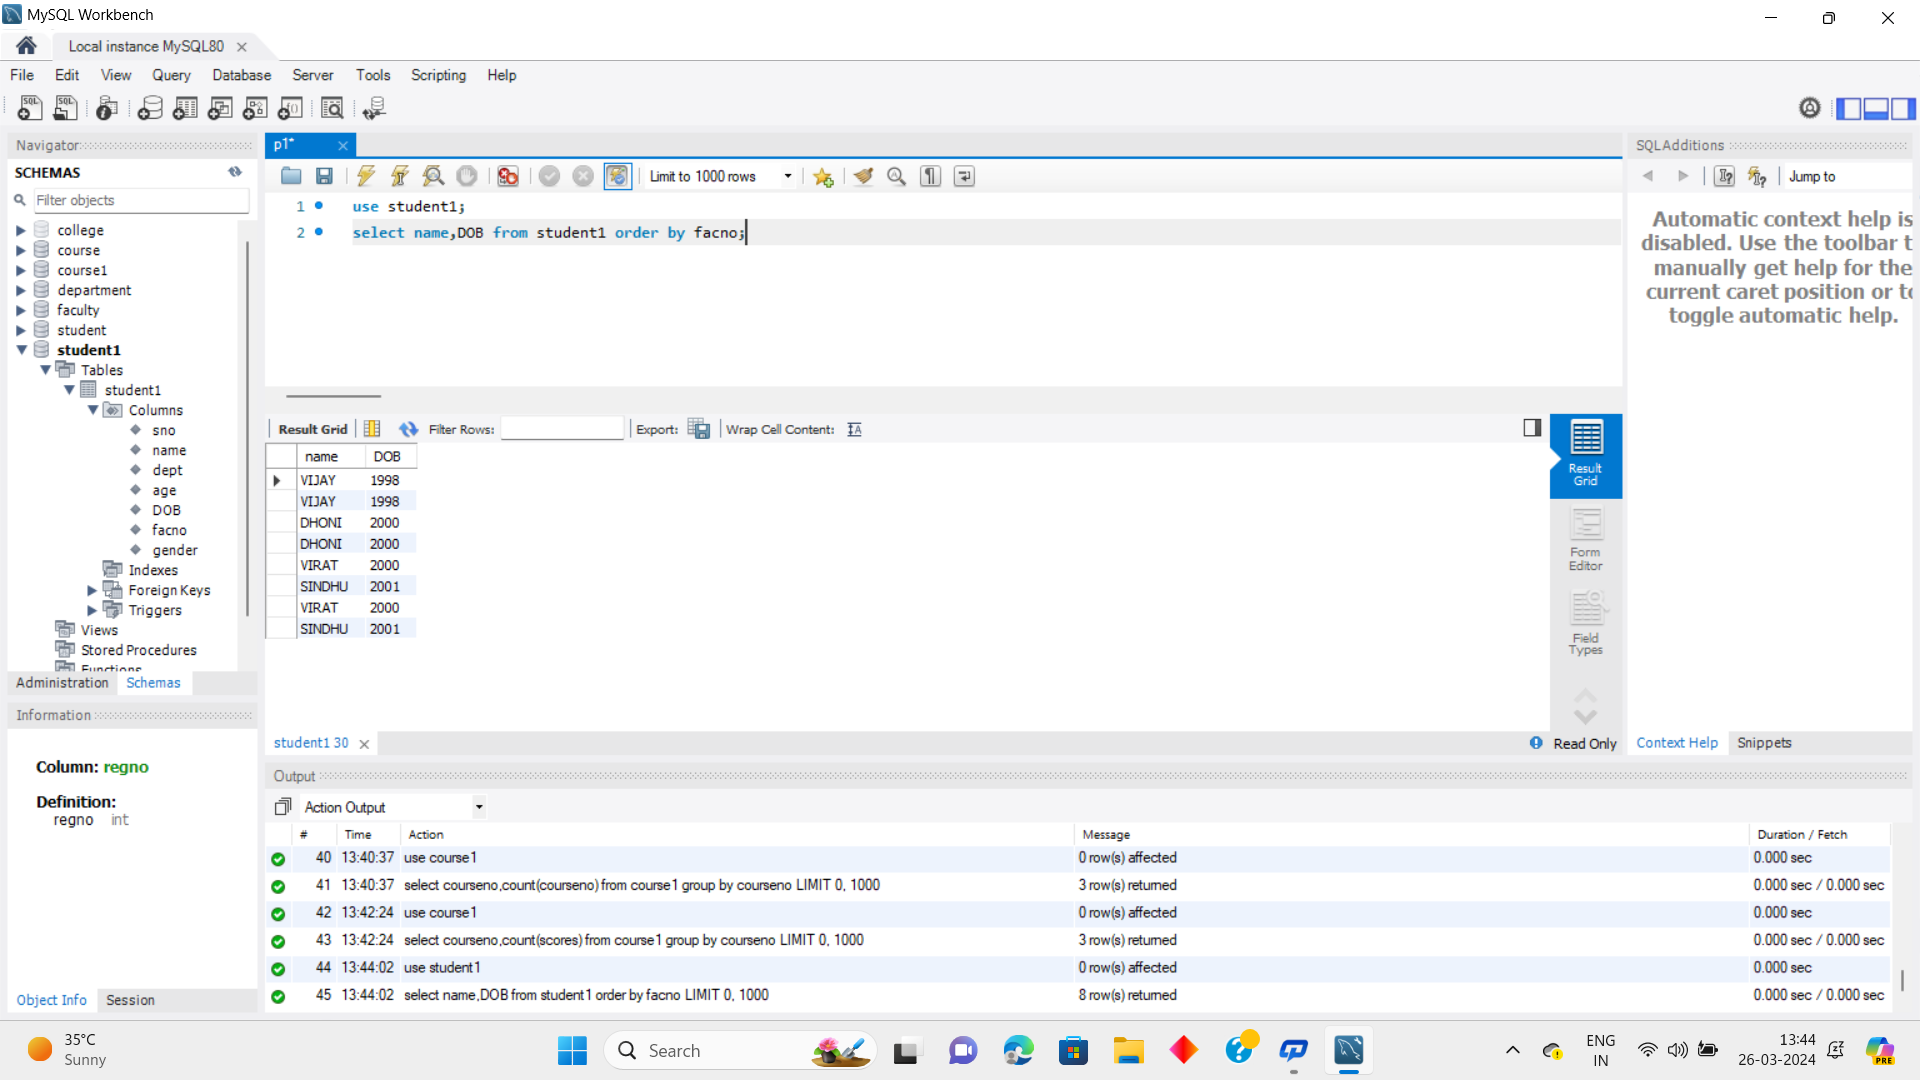 MySQL Workbench
Local instance MySQL80
File Edit View Query Database Server Tools Scripting Help
Navigator
SCHEMAS
Filter objects
college
course
course1
department
faculty
student
student1
Tables
student1
Columns
sno
name
dept
age
DOB
facno
gender
Indexes
Foreign Keys
Triggers
Views
Stored Procedures
Functions
Administration Schemas
Information
Column: regno
Definition:
regno int
Object Info Session
p1*
Limit to 1000 rows
1 use student1;
2 select name,DOB from student1 order by facno;
Result Grid Filter Rows: Export: Wrap Cell Content:
name DOB
VIJAY 1998
VIJAY 1998
DHONI 2000
DHONI 2000
VIRAT 2000
SINDHU 2001
VIRAT 2000
SINDHU 2001
Result
Grid
Form
Editor
Field
Types
student1 30
Read Only
SQLAdditions
Jump to
Automatic context help is
disabled. Use the toolbar t
manually get help for the
current caret position or to
toggle automatic help.
Context Help Snippets
Output
Action Output
# Time Action Message Duration / Fetch
40 13:40:37 use course1 0 row(s) affected 0.000 sec
41 13:40:37 select courseno,count(courseno) from course1 group by courseno LIMIT 0, 1000 3 row(s) returned 0.000 sec / 0.000 sec
42 13:42:24 use course1 0 row(s) affected 0.000 sec
43 13:42:24 select courseno,count(scores) from course1 group by courseno LIMIT 0, 1000 3 row(s) returned 0.000 sec / 0.000 sec
44 13:44:02 use student1 0 row(s) affected 0.000 sec
45 13:44:02 select name,DOB from student1 order by facno LIMIT 0, 1000 8 row(s) returned 0.000 sec / 0.000 sec
35°C
Sunny
Search
ENG
IN
13:44
26-03-2024
PRE